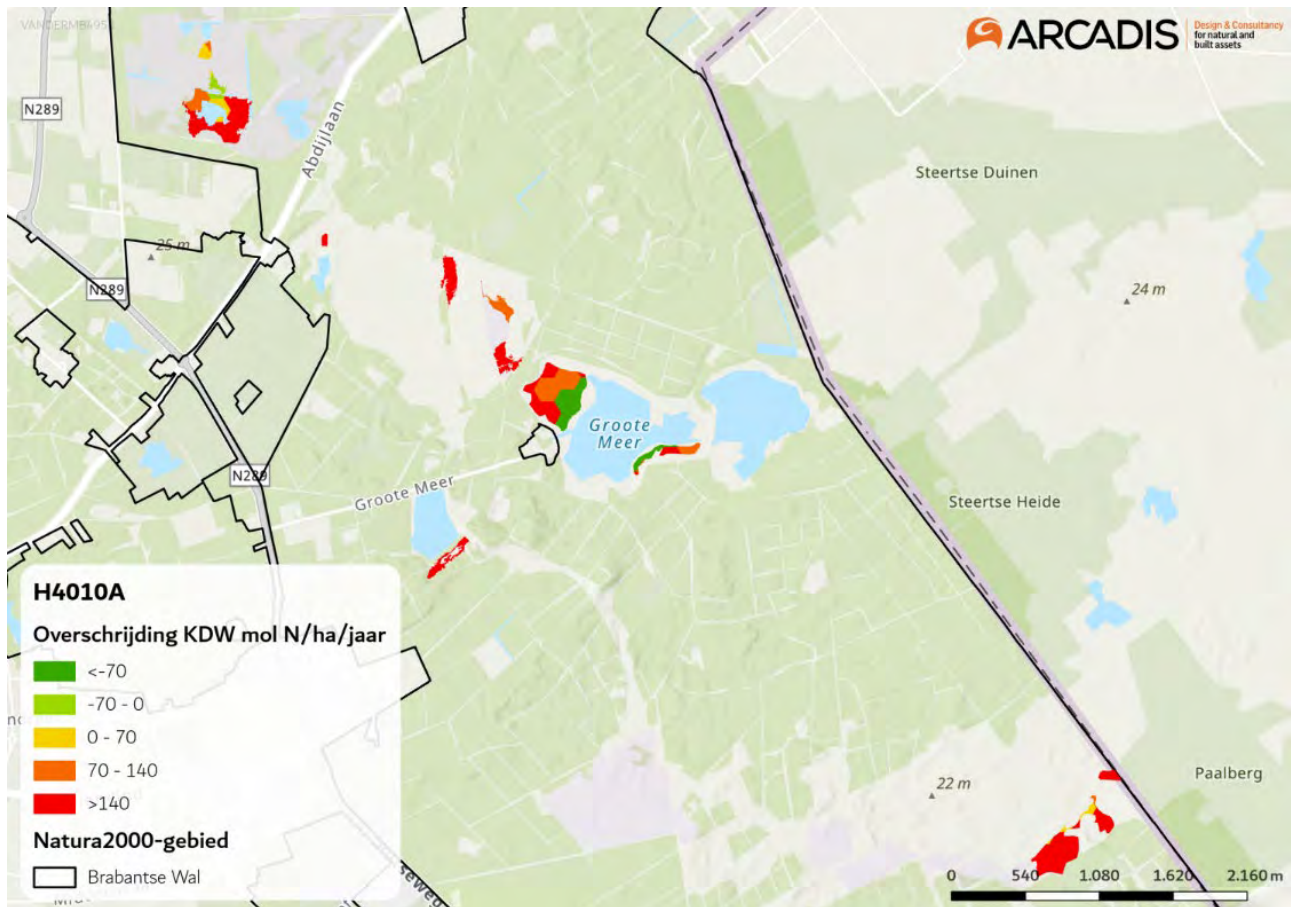 VANDERMB495
ARCADIS
Design & Consultancy
for natural and
built assets
N289
Abdijlaan
Steertse Duinen
25 m
N289
24 m
Groote
Meer
N289
Groote Meer
Steertse Heide
H4010A
Overschrijding KDW mol N/ha/jaar
<-70
-70 - 0
0 - 70
70 - 140
>140
Natura2000-gebied
Brabantse Wal
Paalberg
22 m
0 540 1.080 1.620 2.160 m